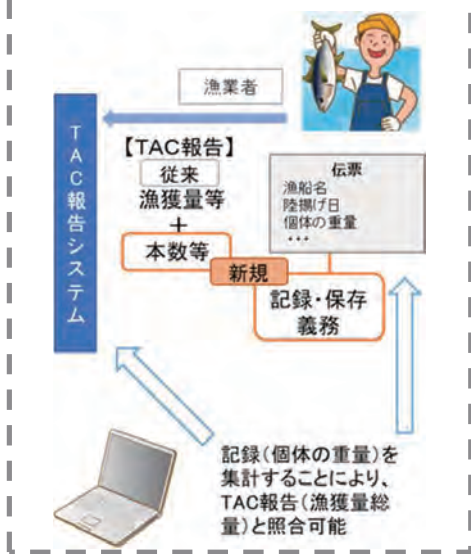 漁業者
TAC報告システム
【TAC報告】
従来
漁獲量等
+
本数等
新規
伝票
漁船名
陸揚げ日
個体の重量
・・・
記録・保存
義務
記録(個体の重量)を
集計することにより、
TAC報告(漁獲量総
量)と照合可能